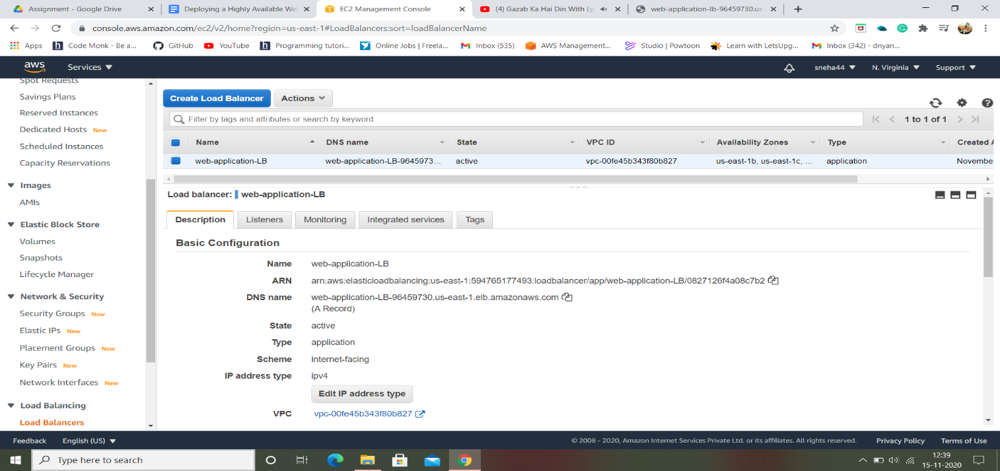 Assignment - Google Drive
Deploying a Highly Available We
EC2 Management Console
(4) Gazab Ka Hai Din With Ly
web-application-lb-96459730.us-
console.aws.amazon.com/ec2/v2/home?region=us-east-1#LoadBalancers:sort=loadBalancerName
Apps Code Monk - Be a... GitHub YouTube Programming tutori... Online Jobs | Freela... Inbox (535) AWS Management... Studio | Powtoon Learn with LetsUpg... Inbox (342) - dnyan...
aws Services sneha44 N. Virginia Support
Spot Requests
Savings Plans
Reserved Instances
Dedicated Hosts New
Scheduled Instances
Capacity Reservations
Images
AMIs
Elastic Block Store
Volumes
Snapshots
Lifecycle Manager
Network & Security
Security Groups New
Elastic IPs New
Placement Groups New
Key Pairs New
Network Interfaces New
Load Balancing
Load Balancers
Create Load Balancer Actions
Filter by tags and attributes or search by keyword 1 to 1 of 1
Name DNS name State VPC ID Availability Zones Type Created A
web-application-LB web-application-LB-9645973... active vpc-00fe45b343f80b827 us-east-1b, us-east-1c, ... application November
Load balancer: web-application-LB
Description Listeners Monitoring Integrated services Tags
Basic Configuration
Name web-application-LB
ARN arn:aws:elasticloadbalancing:us-east-1:594765177493:loadbalancer/app/web-application-LB/0827126f4a08c7b2
DNS name web-application-LB-96459730.us-east-1.elb.amazonaws.com
(A Record)
State active
Type application
Scheme internet-facing
IP address type ipv4
Edit IP address type
VPC vpc-00fe45b343f80b827
Feedback English (US) © 2008 - 2020, Amazon Internet Services Private Ltd. or its affiliates. All rights reserved. Privacy Policy Terms of Use
Type here to search
12:39
15-11-2020